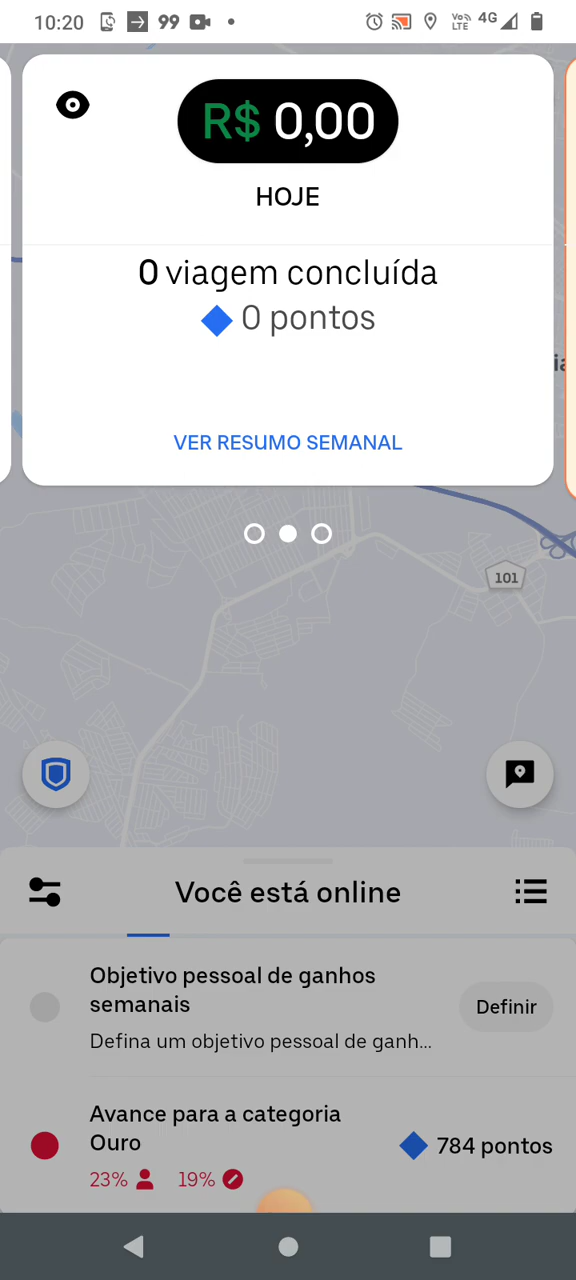 10:20 99 Vo)) LTE 4G
R$ 0,00
HOJE
0 viagem concluída
0 pontos
VER RESUMO SEMANAL
101
Você está online
Objetivo pessoal de ganhos
semanais
Definir
Defina um objetivo pessoal de ganh...
Avance para a categoria
Ouro
784 pontos
23% 19%